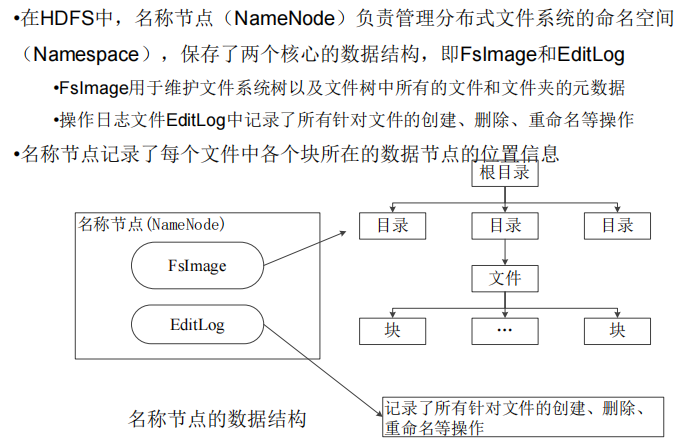 •在HDFS中，名称节点（NameNode）负责管理分布式文件系统的命名空间
（Namespace），保存了两个核心的数据结构，即FsImage和EditLog
•FsImage用于维护文件系统树以及文件树中所有的文件和文件夹的元数据
•操作日志文件EditLog中记录了所有针对文件的创建、删除、重命名等操作
•名称节点记录了每个文件中各个块所在的数据节点的位置信息
根目录
名称节点(NameNode)
目录
目录
目录
FsImage
文件
EditLog
块
…
块
记录了所有针对文件的创建、删除、
重命名等操作
名称节点的数据结构